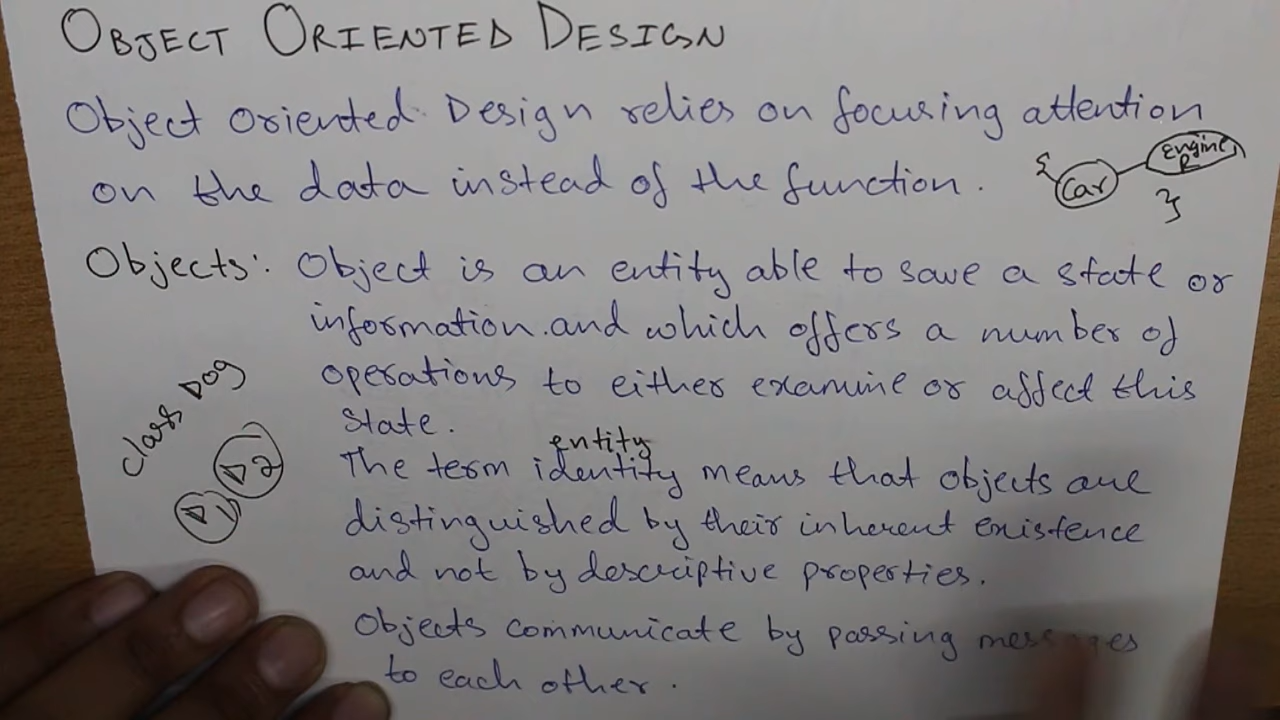 OBJECT ORIENTED DESIGN
Object oriented Design relies on focusing attention
on the data instead of the function.
{ Car Engine }
Objects: Object is an entity able to save a state or
information and which offers a number of
operations to either examine or affect this
state.
class Dog
D2
D1
entity
The term identity means that objects are
distinguished by their inherent existence
and not by descriptive properties.
Objects communicate by passing messages
to each other.